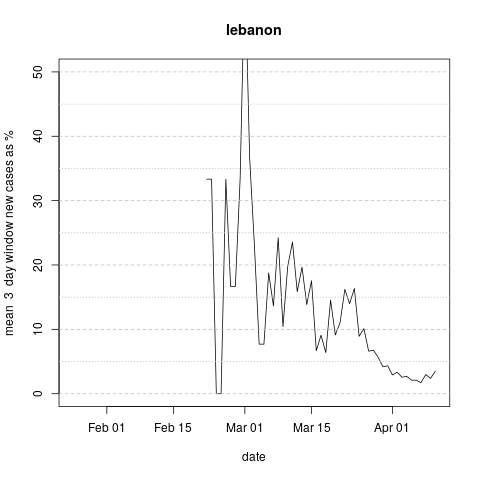 lebanon
mean 3 day window new cases as %
50
40
30
20
10
0
Feb 01
Feb 15
Mar 01
Mar 15
Apr 01
date